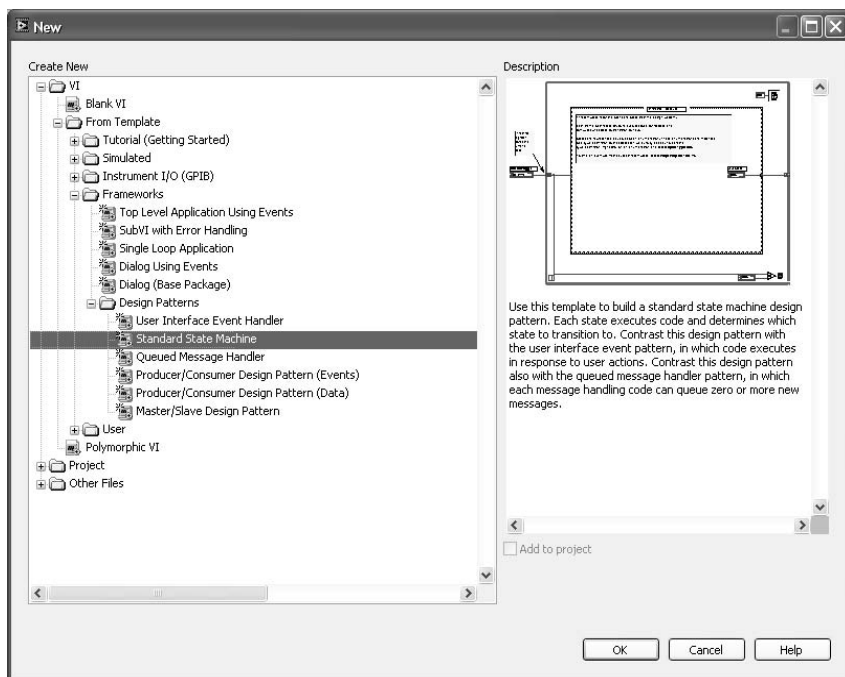 New
Create New
VI
Blank VI
From Template
Tutorial (Getting Started)
Simulated
Instrument I/O (GPIB)
Frameworks
Top Level Application Using Events
SubVI with Error Handling
Single Loop Application
Dialog Using Events
Dialog (Base Package)
Design Patterns
User Interface Event Handler
Standard State Machine
Queued Message Handler
Producer/Consumer Design Pattern (Events)
Producer/Consumer Design Pattern (Data)
Master/Slave Design Pattern
User
Polymorphic VI
Project
Other Files
Description
Use this template to build a standard state machine design
pattern. Each state executes code and determines which
state to transition to. Contrast this design pattern with
the user interface event pattern, in which code executes
in response to user actions. Contrast this design pattern
also with the queued message handler pattern, in which
each message handling code can queue zero or more new
messages.
Add to project
OK
Cancel
Help